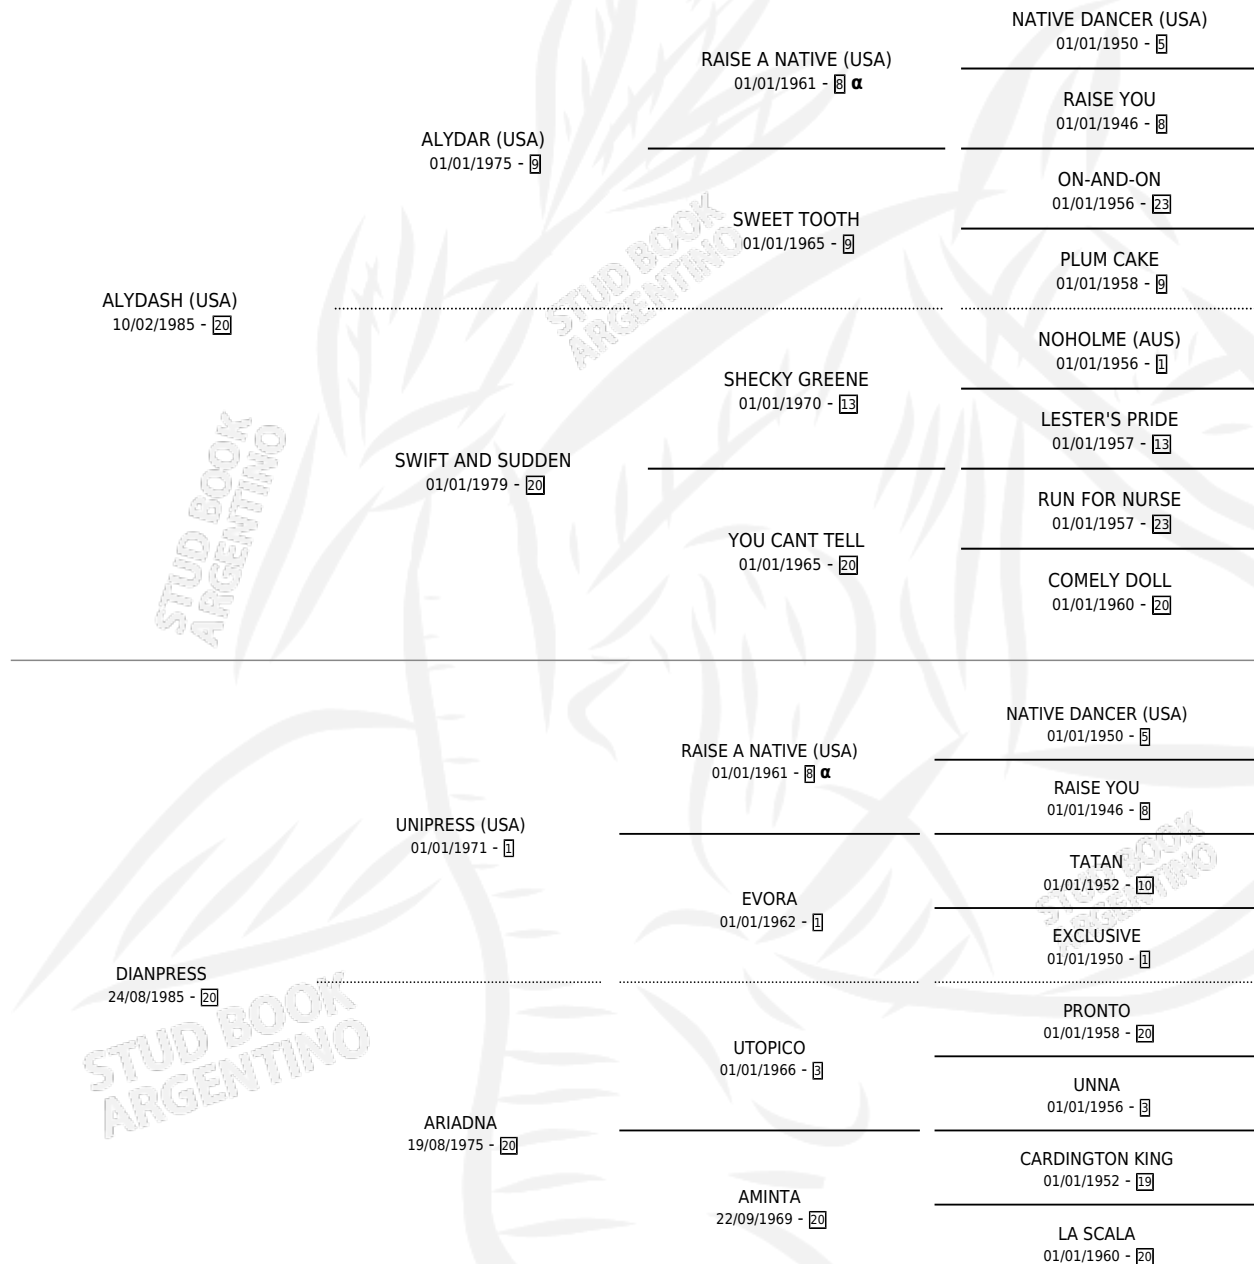 NATIVE DANCER (USA)
01/01/1950 - 5
RAISE A NATIVE (USA)
01/01/1961 - 8 α
RAISE YOU
01/01/1946 - 8
ALYDAR (USA)
01/01/1975 - 9
ON-AND-ON
01/01/1956 - 23
SWEET TOOTH
01/01/1965 - 9
PLUM CAKE
01/01/1958 - 9
ALYDASH (USA)
10/02/1985 - 20
NOHOLME (AUS)
01/01/1956 - 1
SHECKY GREENE
01/01/1970 - 13
LESTER'S PRIDE
01/01/1957 - 13
SWIFT AND SUDDEN
01/01/1979 - 20
RUN FOR NURSE
01/01/1957 - 23
YOU CANT TELL
01/01/1965 - 20
COMELY DOLL
01/01/1960 - 20
NATIVE DANCER (USA)
01/01/1950 - 5
RAISE A NATIVE (USA)
01/01/1961 - 8 α
RAISE YOU
01/01/1946 - 8
UNIPRESS (USA)
01/01/1971 - 1
TATAN
01/01/1952 - 10
EVORA
01/01/1962 - 1
EXCLUSIVE
01/01/1950 - 1
DIANPRESS
24/08/1985 - 20
PRONTO
01/01/1958 - 20
UTOPICO
01/01/1966 - 3
UNNA
01/01/1956 - 3
ARIADNA
19/08/1975 - 20
CARDINGTON KING
01/01/1952 - 19
AMINTA
22/09/1969 - 20
LA SCALA
01/01/1960 - 20
STUD BOOK
ARGENTINO
STUD BOOK
ARGENTINO
STUD BOOK
ARGENTINO
STUD BOOK
ARGENTINO